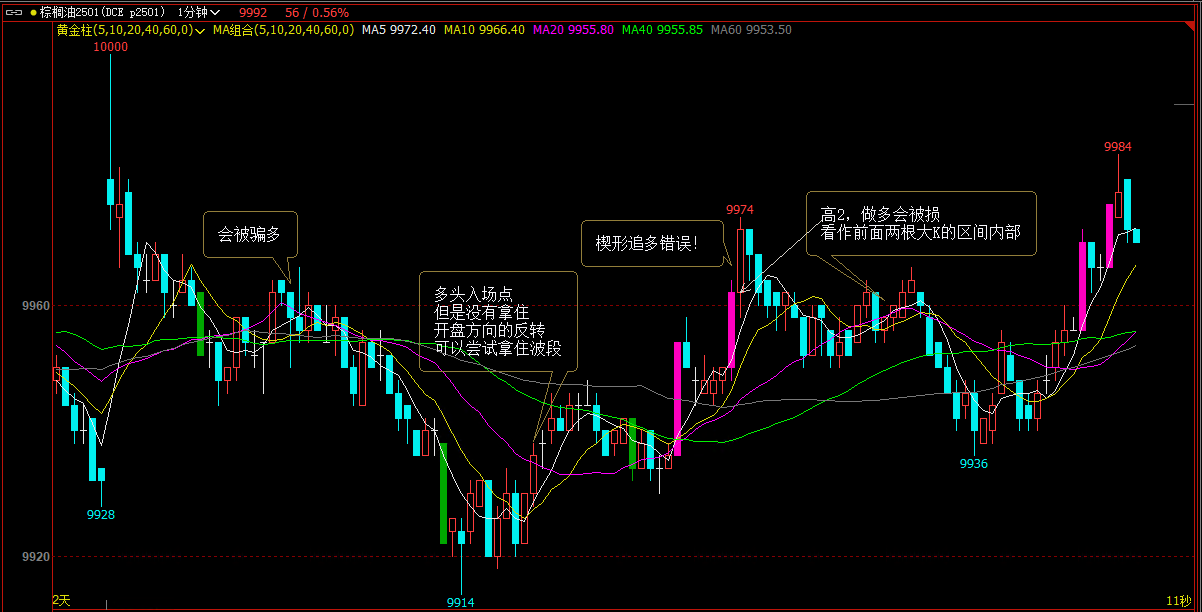 棕榈油2501(DCE p2501) 1分钟 9992 56 / 0.56%
黄金柱(5,10,20,40,60,0) MA组合(5,10,20,40,60,0) MA5 9972.40 MA10 9966.40 MA20 9955.80 MA40 9955.85 MA60 9953.50
10000
9984
9974
高2，做多会被损
看作前面两根大K的区间内部
会被骗多
楔形追多错误！
多头入场点
但是没有拿住
开盘方向的反转
可以尝试拿住波段
9960
9936
9928
9920
9914
2天
11秒